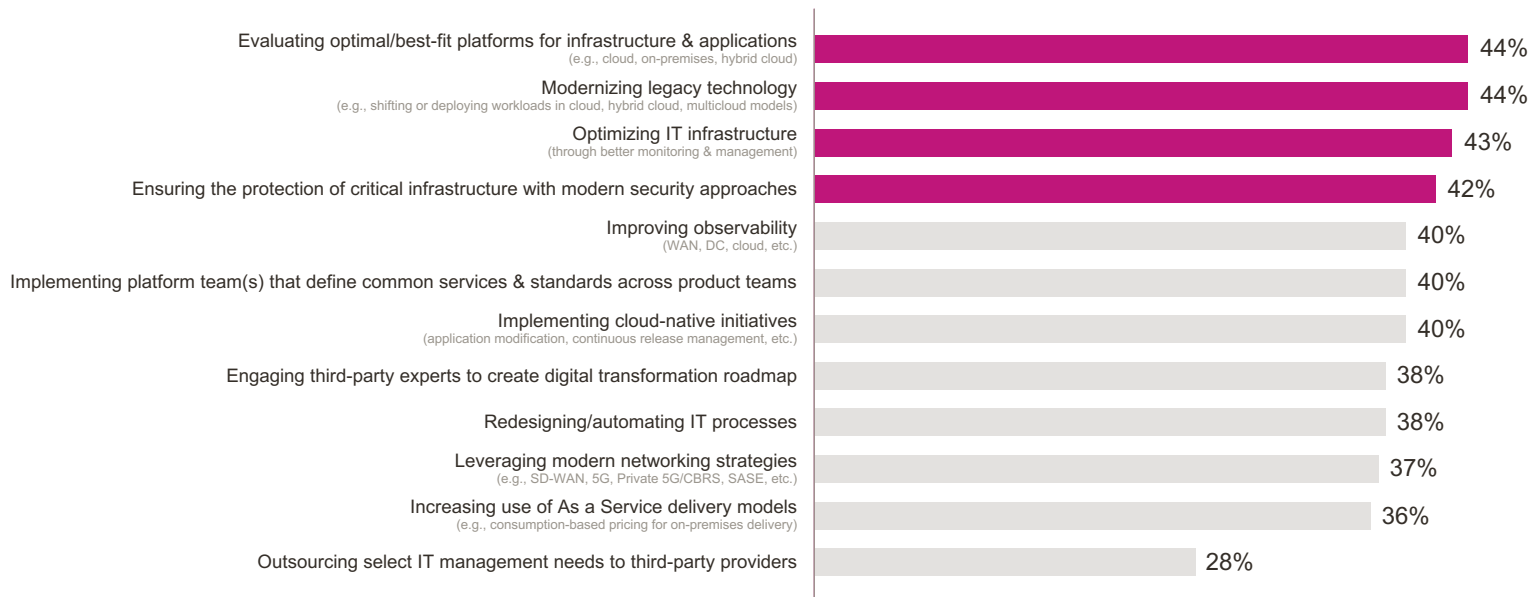 Evaluating optimal/best-fit platforms for infrastructure & applications
(e.g., cloud, on-premises, hybrid cloud)
44%
Modernizing legacy technology
(e.g., shifting or deploying workloads in cloud, hybrid cloud, multicloud models)
44%
Optimizing IT infrastructure
(through better monitoring & management)
43%
Ensuring the protection of critical infrastructure with modern security approaches
42%
Improving observability
(WAN, DC, cloud, etc.)
40%
Implementing platform team(s) that define common services & standards across product teams
40%
Implementing cloud-native initiatives
(application modification, continuous release management, etc.)
40%
Engaging third-party experts to create digital transformation roadmap
38%
Redesigning/automating IT processes
38%
Leveraging modern networking strategies
(e.g., SD-WAN, 5G, Private 5G/CBRS, SASE, etc.)
37%
Increasing use of As a Service delivery models
(e.g., consumption-based pricing for on-premises delivery)
36%
Outsourcing select IT management needs to third-party providers
28%